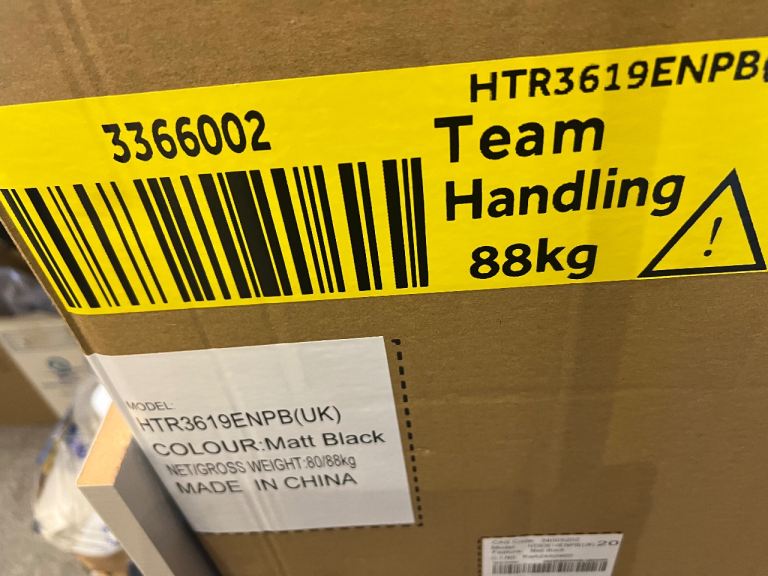 HTR3619ENPB(
3366002
Team
Handling
88kg
!
MODEL:
HTR3619ENPB(UK)
COLOUR:Matt Black
NET/GROSS WEIGHT:80/88kg
MADE IN CHINA
20